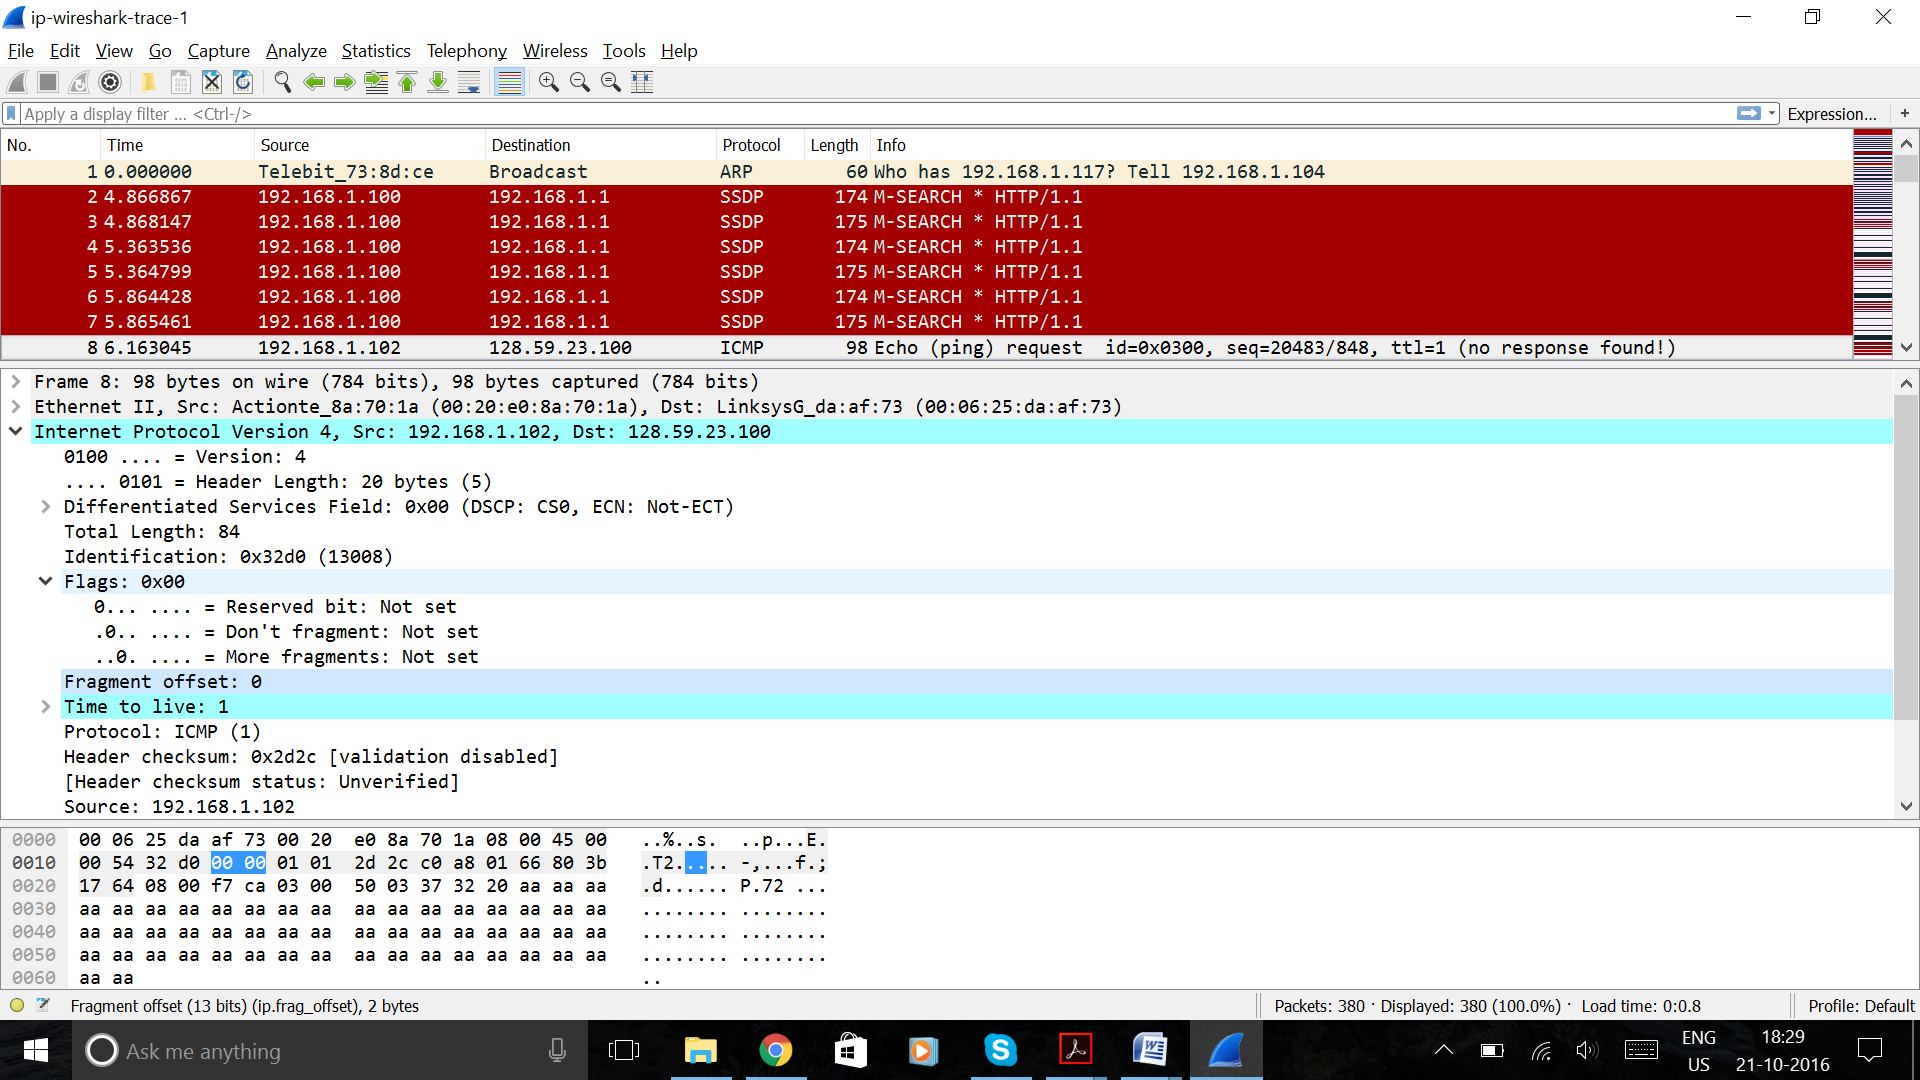 ip-wireshark-trace-1
File Edit View Go Capture Analyze Statistics Telephony Wireless Tools Help
Apply a display filter ... <Ctrl-/> Expression... +
No. Time Source Destination Protocol Length Info
1 0.000000 Telebit_73:8d:ce Broadcast ARP 60 Who has 192.168.1.117? Tell 192.168.1.104
2 4.866867 192.168.1.100 192.168.1.1 SSDP 174 M-SEARCH * HTTP/1.1
3 4.868147 192.168.1.100 192.168.1.1 SSDP 175 M-SEARCH * HTTP/1.1
4 5.363536 192.168.1.100 192.168.1.1 SSDP 174 M-SEARCH * HTTP/1.1
5 5.364799 192.168.1.100 192.168.1.1 SSDP 175 M-SEARCH * HTTP/1.1
6 5.864428 192.168.1.100 192.168.1.1 SSDP 174 M-SEARCH * HTTP/1.1
7 5.865461 192.168.1.100 192.168.1.1 SSDP 175 M-SEARCH * HTTP/1.1
8 6.163045 192.168.1.102 128.59.23.100 ICMP 98 Echo (ping) request id=0x0300, seq=20483/848, ttl=1 (no response found!)
Frame 8: 98 bytes on wire (784 bits), 98 bytes captured (784 bits)
Ethernet II, Src: Actionte_8a:70:1a (00:20:e0:8a:70:1a), Dst: LinksysG_da:af:73 (00:06:25:da:af:73)
Internet Protocol Version 4, Src: 192.168.1.102, Dst: 128.59.23.100
0100 .... = Version: 4
.... 0101 = Header Length: 20 bytes (5)
Differentiated Services Field: 0x00 (DSCP: CS0, ECN: Not-ECT)
Total Length: 84
Identification: 0x32d0 (13008)
Flags: 0x00
0... .... = Reserved bit: Not set
.0.. .... = Don't fragment: Not set
..0. .... = More fragments: Not set
Fragment offset: 0
Time to live: 1
Protocol: ICMP (1)
Header checksum: 0x2d2c [validation disabled]
[Header checksum status: Unverified]
Source: 192.168.1.102
0000 00 06 25 da af 73 00 20 e0 8a 70 1a 08 00 45 00 ..%..s. ..p...E.
0010 00 54 32 d0 00 00 01 01 2d 2c c0 a8 01 66 80 3b .T2..... -,...f.;
0020 17 64 08 00 f7 ca 03 00 50 03 37 32 20 aa aa aa .d...... P.72 ...
0030 aa aa aa aa aa aa aa aa aa aa aa aa aa aa aa aa ........ ........
0040 aa aa aa aa aa aa aa aa aa aa aa aa aa aa aa aa ........ ........
0050 aa aa aa aa aa aa aa aa aa aa aa aa aa aa aa aa ........ ........
0060 aa aa ..
Fragment offset (13 bits) (ip.frag_offset), 2 bytes Packets: 380 · Displayed: 380 (100.0%) · Load time: 0:0.8 Profile: Default
Ask me anything
ENG 18:29
US 21-10-2016